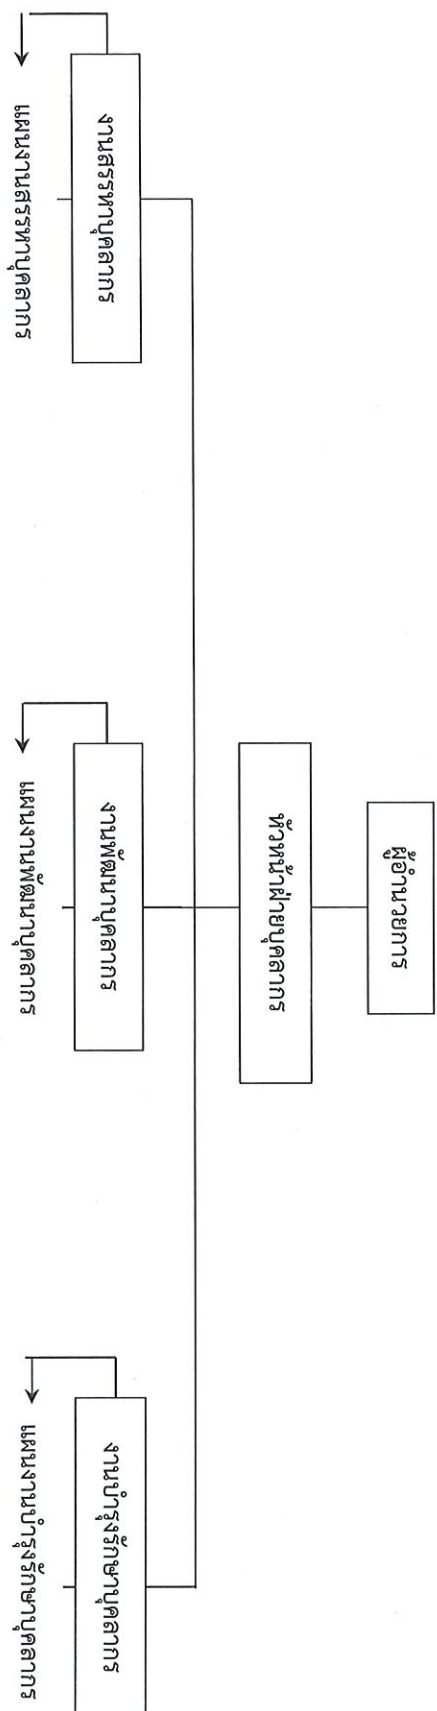 ผู้อำนวยการ
หัวหน้าฝ่ายบุคลากร
งานสรรหาบุคลากร
งานพัฒนาบุคลากร
งานบำรุงรักษาบุคลากร
แผนงานสรรหาบุคลากร
แผนงานพัฒนาบุคลากร
แผนงานบำรุงรักษาบุคลากร